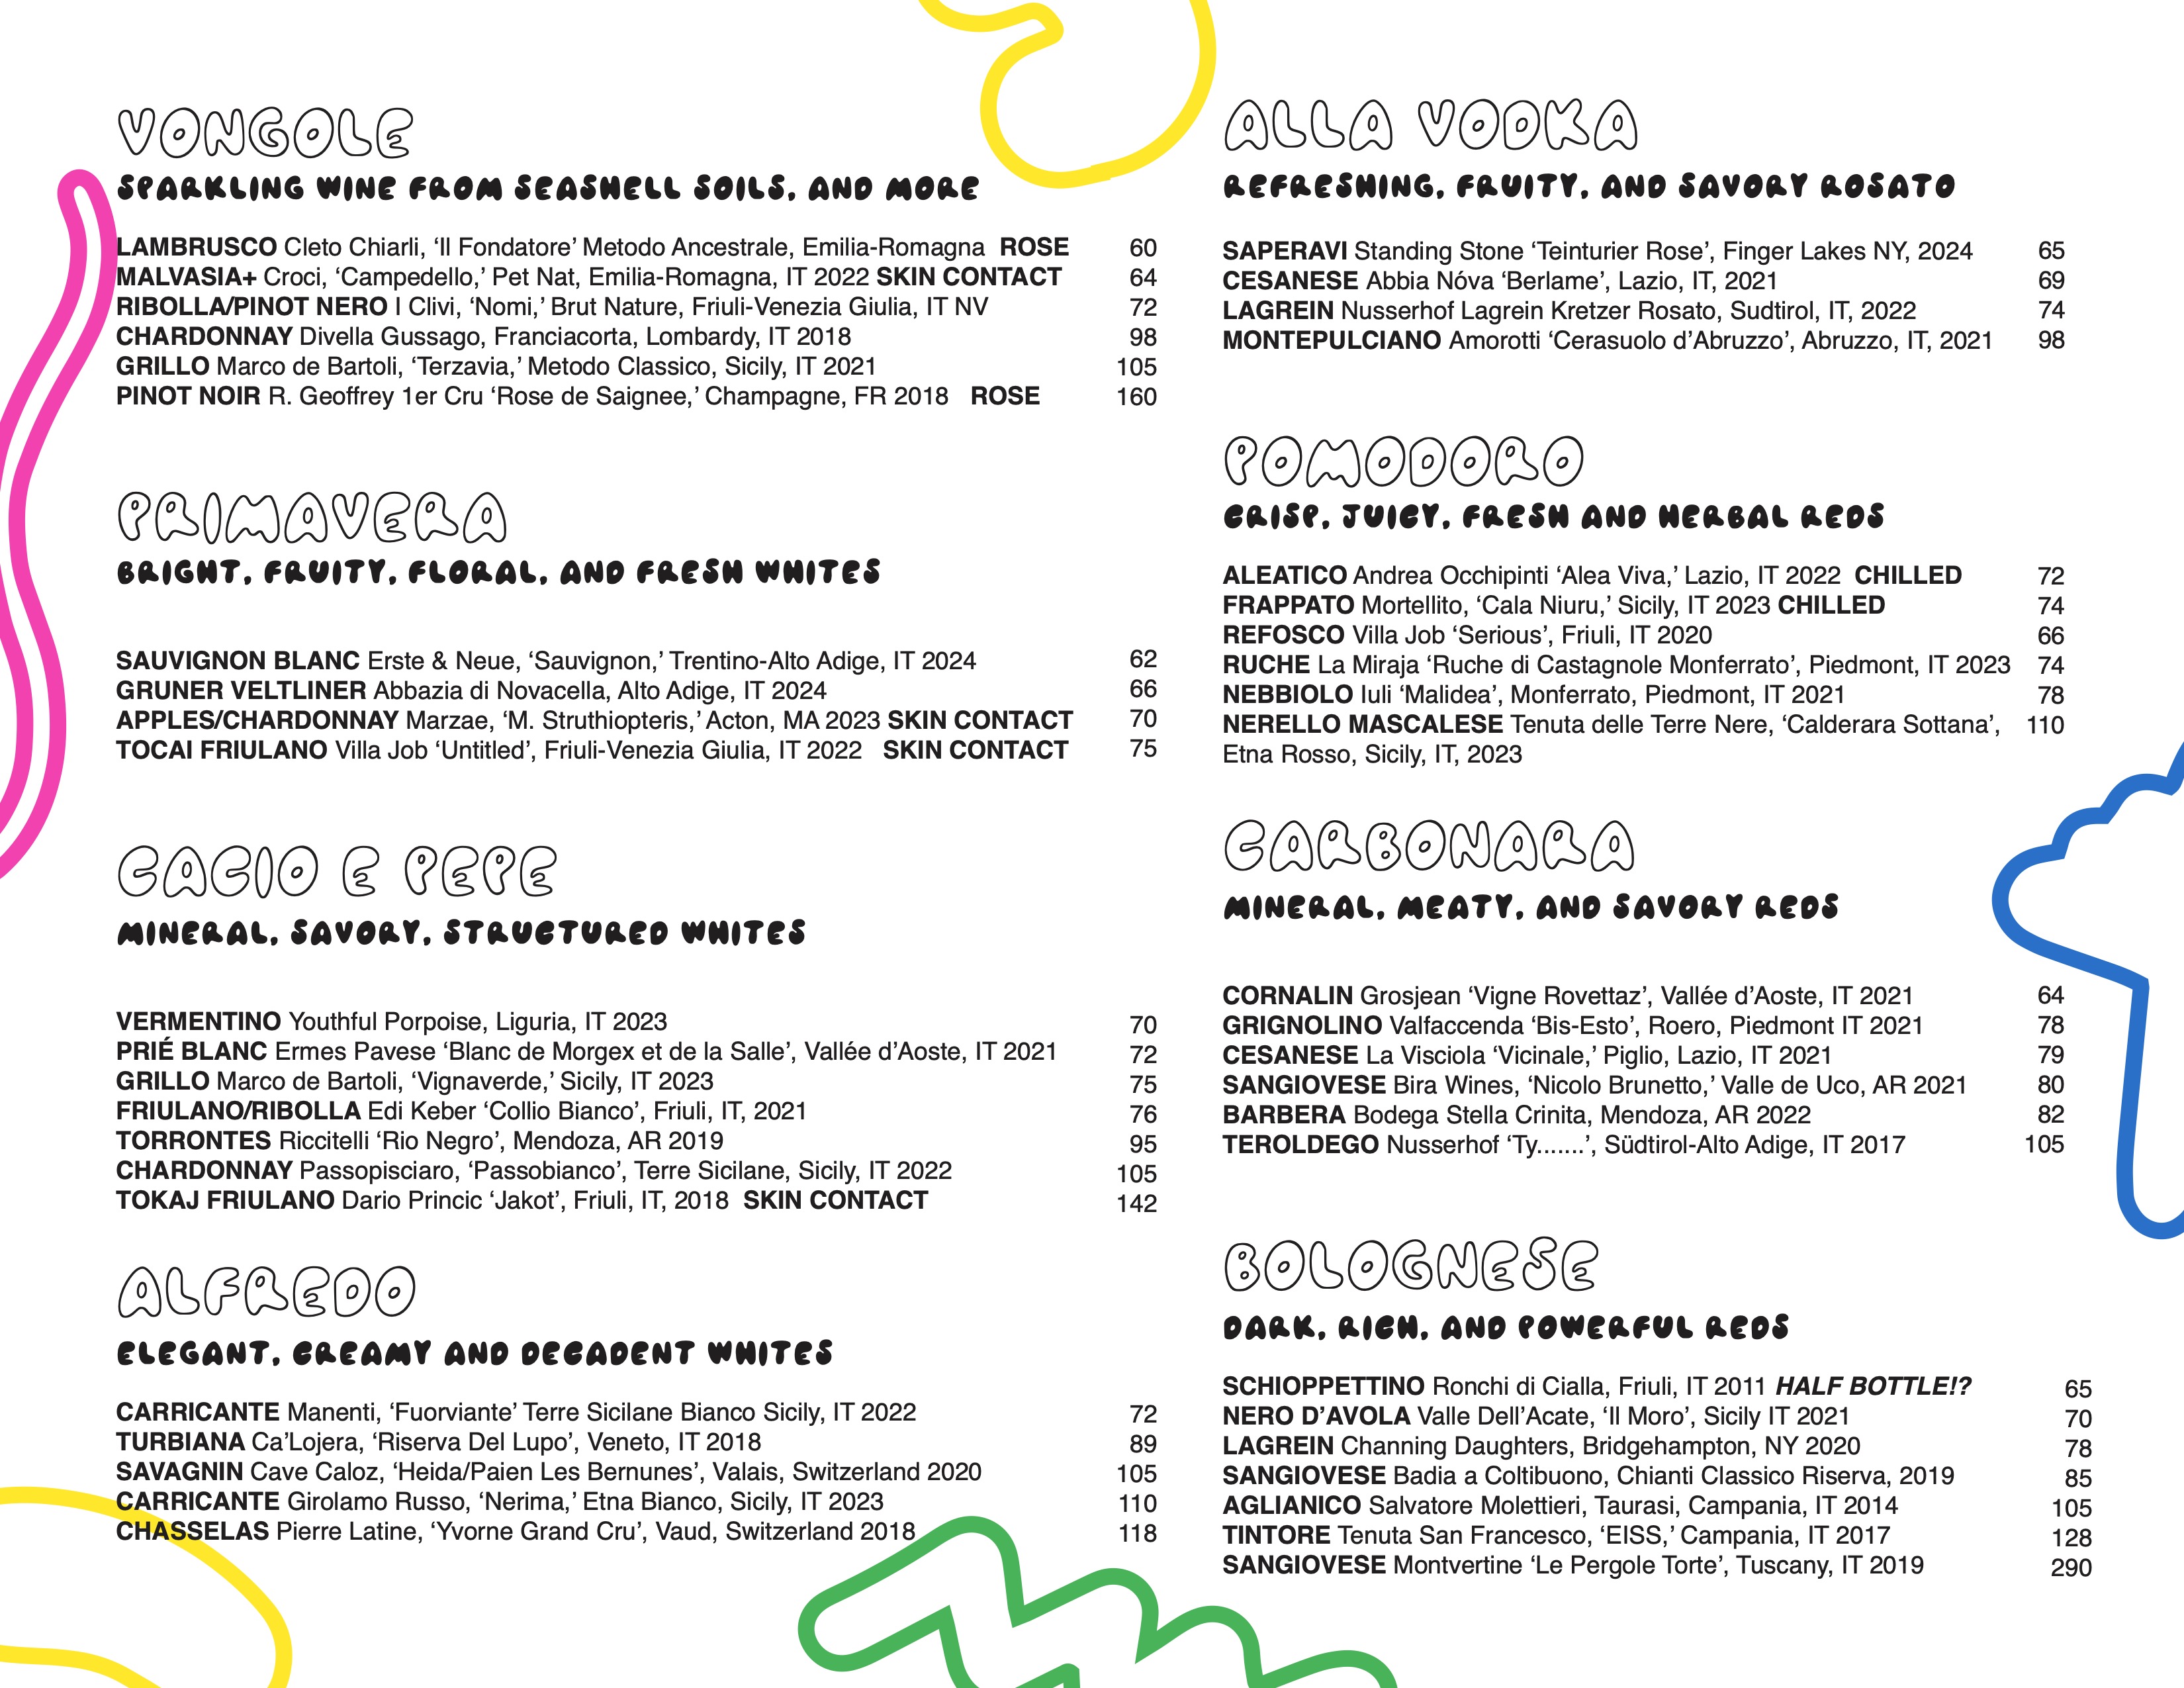 VONGOLE
SPARKLING WINE FROM SEASHELL SOILS, AND MORE
LAMBRUSCO Cleto Chiarli, ‘Il Fondatore’ Metodo Ancestrale, Emilia-Romagna ROSE 60
MALVASIA+ Croci, ‘Campedello,’ Pet Nat, Emilia-Romagna, IT 2022 SKIN CONTACT 64
RIBOLLA/PINOT NERO I Clivi, ‘Nomi,’ Brut Nature, Friuli-Venezia Giulia, IT NV 72
CHARDONNAY Divella Gussago, Franciacorta, Lombardy, IT 2018 98
GRILLO Marco de Bartoli, ‘Terzavia,’ Metodo Classico, Sicily, IT 2021 105
PINOT NOIR R. Geoffrey 1er Cru ‘Rose de Saignee,’ Champagne, FR 2018 ROSE 160
PRIMAVERA
BRIGHT, FRUITY, FLORAL, AND FRESH WHITES
SAUVIGNON BLANC Erste & Neue, ‘Sauvignon,’ Trentino-Alto Adige, IT 2024 62
GRUNER VELTLINER Abbazia di Novacella, Alto Adige, IT 2024 66
APPLES/CHARDONNAY Marzae, ‘M. Struthiopteris,’ Acton, MA 2023 SKIN CONTACT 70
TOCAI FRIULANO Villa Job ‘Untitled’, Friuli-Venezia Giulia, IT 2022 SKIN CONTACT 75
CACIO E PEPE
MINERAL, SAVORY, STRUCTURED WHITES
VERMENTINO Youthful Porpoise, Liguria, IT 2023 70
PRIÉ BLANC Ermes Pavese ‘Blanc de Morgex et de la Salle’, Vallée d’Aoste, IT 2021 72
GRILLO Marco de Bartoli, ‘Vignaverde,’ Sicily, IT 2023 75
FRIULANO/RIBOLLA Edi Keber ‘Collio Bianco’, Friuli, IT, 2021 76
TORRONTES Riccitelli ‘Rio Negro’, Mendoza, AR 2019 95
CHARDONNAY Passopisciaro, ‘Passobianco’, Terre Sicilane, Sicily, IT 2022 105
TOKAJ FRIULANO Dario Princic ‘Jakot’, Friuli, IT, 2018 SKIN CONTACT 142
ALFREDO
ELEGANT, CREAMY AND DECADENT WHITES
CARRICANTE Manenti, ‘Fuorviante’ Terre Sicilane Bianco Sicily, IT 2022 72
TURBIANA Ca’Lojera, ‘Riserva Del Lupo’, Veneto, IT 2018 89
SAVAGNIN Cave Caloz, ‘Heida/Paien Les Bernunes’, Valais, Switzerland 2020 105
CARRICANTE Girolamo Russo, ‘Nerima,’ Etna Bianco, Sicily, IT 2023 110
CHASSELAS Pierre Latine, ‘Yvorne Grand Cru’, Vaud, Switzerland 2018 118
ALLA VODKA
REFRESHING, FRUITY, AND SAVORY ROSATO
SAPERAVI Standing Stone ‘Teinturier Rose’, Finger Lakes NY, 2024 65
CESANESE Abbia Nóva ‘Berlame’, Lazio, IT, 2021 69
LAGREIN Nusserhof Lagrein Kretzer Rosato, Sudtirol, IT, 2022 74
MONTEPULCIANO Amorotti ‘Cerasuolo d’Abruzzo’, Abruzzo, IT, 2021 98
POMODORO
CRISP, JUICY, FRESH AND HERBAL REDS
ALEATICO Andrea Occhipinti ‘Alea Viva,’ Lazio, IT 2022 CHILLED 72
FRAPPATO Mortellito, ‘Cala Niuru,’ Sicily, IT 2023 CHILLED 74
REFOSCO Villa Job ‘Serious’, Friuli, IT 2020 66
RUCHE La Miraja ‘Ruche di Castagnole Monferrato’, Piedmont, IT 2023 74
NEBBIOLO Iuli ‘Malidea’, Monferrato, Piedmont, IT 2021 78
NERELLO MASCALESE Tenuta delle Terre Nere, ‘Calderara Sottana’, 110
Etna Rosso, Sicily, IT, 2023
CARBONARA
MINERAL, MEATY, AND SAVORY REDS
CORNALIN Grosjean ‘Vigne Rovettaz’, Vallée d’Aoste, IT 2021 64
GRIGNOLINO Valfaccenda ‘Bis-Esto’, Roero, Piedmont IT 2021 78
CESANESE La Visciola ‘Vicinale,’ Piglio, Lazio, IT 2021 79
SANGIOVESE Bira Wines, ‘Nicolo Brunetto,’ Valle de Uco, AR 2021 80
BARBERA Bodega Stella Crinita, Mendoza, AR 2022 82
TEROLDEGO Nusserhof ‘Ty.......’, Südtirol-Alto Adige, IT 2017 105
BOLOGNESE
DARK, RICH, AND POWERFUL REDS
SCHIOPPETTINO Ronchi di Cialla, Friuli, IT 2011 HALF BOTTLE!? 65
NERO D’AVOLA Valle Dell’Acate, ‘Il Moro’, Sicily IT 2021 70
LAGREIN Channing Daughters, Bridgehampton, NY 2020 78
SANGIOVESE Badia a Coltibuono, Chianti Classico Riserva, 2019 85
AGLIANICO Salvatore Molettieri, Taurasi, Campania, IT 2014 105
TINTORE Tenuta San Francesco, ‘EISS,’ Campania, IT 2017 128
SANGIOVESE Montvertine ‘Le Pergole Torte’, Tuscany, IT 2019 290